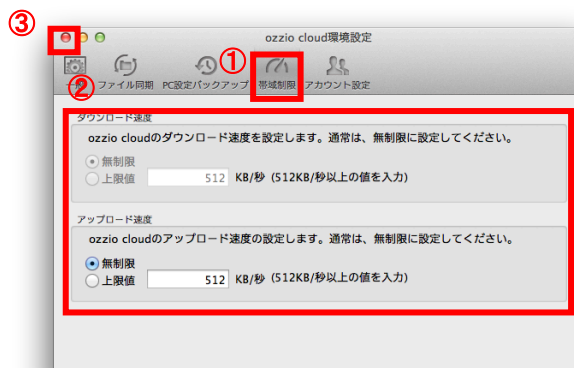 ③
ozzio cloud環境設定
①
②
一般 ファイル同期 PC設定バックアップ 帯域制限 アカウント設定
ダウンロード速度
ozzio cloudのダウンロード速度を設定します。通常は、無制限に設定してください。
無制限
上限値 512 KB/秒 (512KB/秒以上の値を入力)
アップロード速度
ozzio cloudのアップロード速度の設定します。通常は、無制限に設定してください。
無制限
上限値 512 KB/秒 (512KB/秒以上の値を入力)